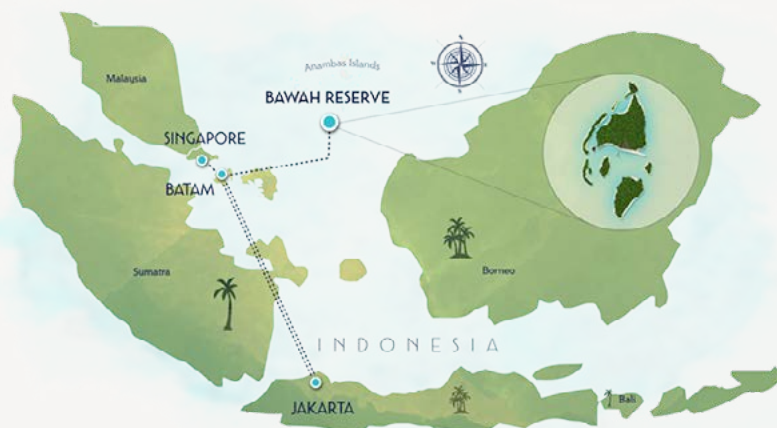 Malaysia
Anambas Islands
BAWAH RESERVE
SINGAPORE
BATAM
Sumatra
Borneo
INDONESIA
JAKARTA
Bali